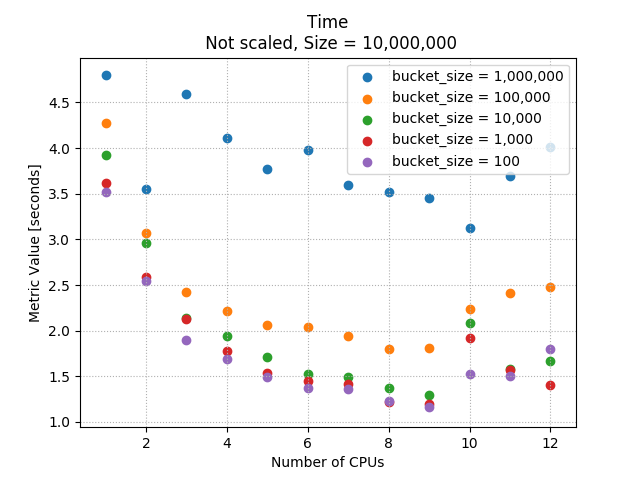 Time
Not scaled, Size = 10,000,000
bucket_size = 1,000,000
bucket_size = 100,000
bucket_size = 10,000
bucket_size = 1,000
bucket_size = 100
Metric Value [seconds]
4.5
4.0
3.5
3.0
2.5
2.0
1.5
1.0
2 4 6 8 10 12
Number of CPUs